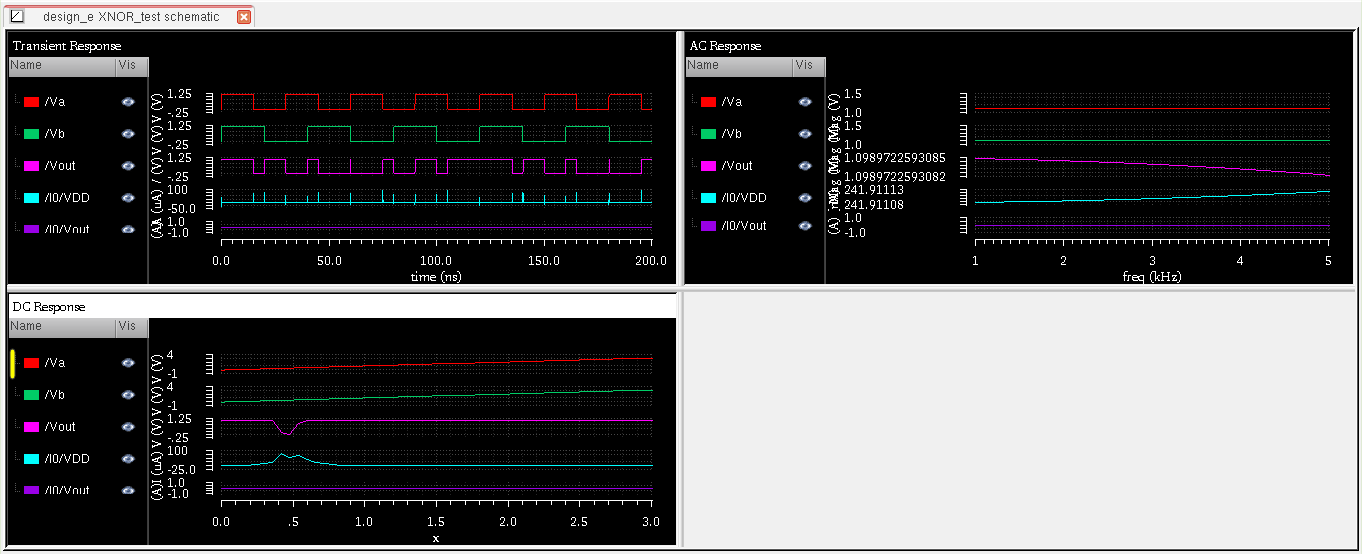 design_e XNOR_test schematic
Transient Response
Name Vis
/Va
/Vb
/Vout
/I0/VDD
/I0/Vout
1.25
-.25
1.25
-.25
1.25
-.25
100
-50.0
1.0
-1.0
V (V)
V (V)
(uA)
(A)
0.0 50.0 100.0 150.0 200.0
time (ns)
AC Response
Name Vis
/Va
/Vb
/Vout
/I0/VDD
/I0/Vout
1.5
1.5
1.0
1.0989722593085
1.0989722593082
241.91113
241.91108
1.0
-1.0
(A)
1 2 3 4 5
freq (kHz)
DC Response
Name Vis
/Va
/Vb
/Vout
/I0/VDD
/I0/Vout
4
-1
4
-1
1.25
-.25
100
-25.0
1.0
-1.0
V (V)
V (V)
V (V)
I (uA)
(A)
0.0 .5 1.0 1.5 2.0 2.5 3.0
x